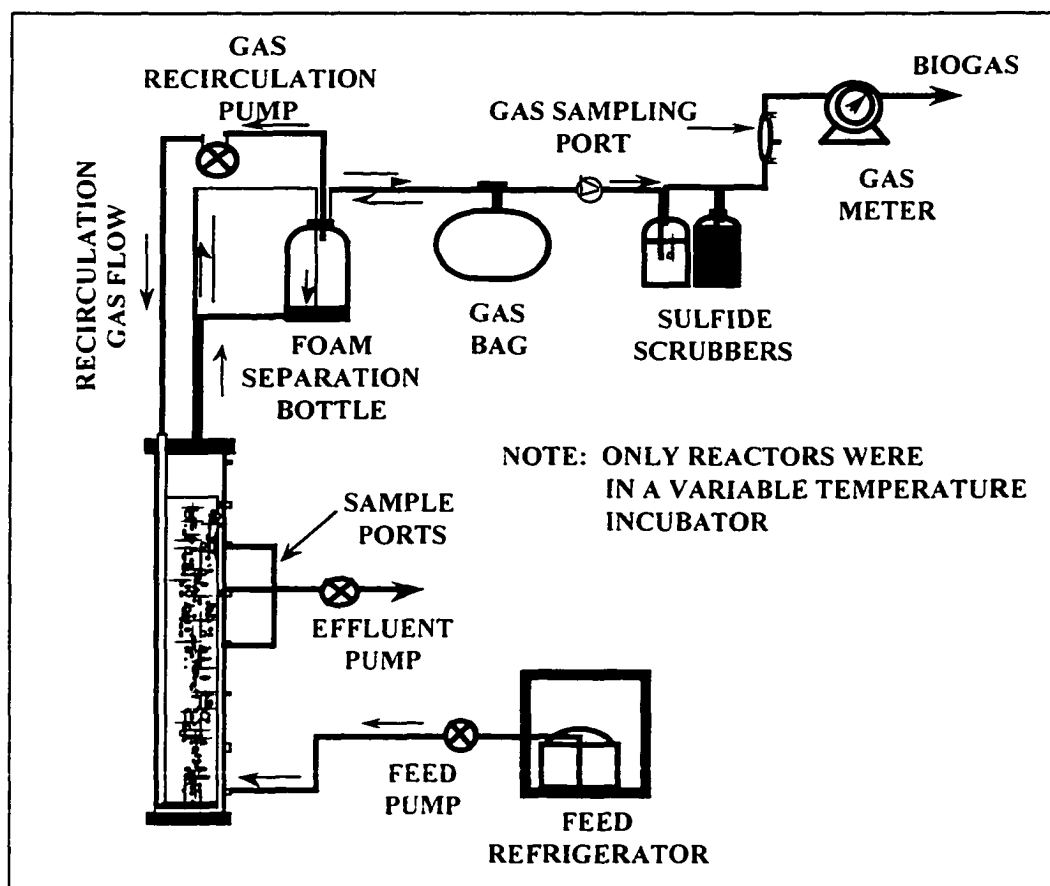 GAS
RECIRCULATION
PUMP
BIOGAS
GAS SAMPLING
PORT
GAS
METER
RECIRCULATION
GAS FLOW
FOAM
SEPARATION
BOTTLE
GAS
BAG
SULFIDE
SCRUBBERS
NOTE: ONLY REACTORS WERE
IN A VARIABLE TEMPERATURE
INCUBATOR
SAMPLE
PORTS
EFFLUENT
PUMP
FEED
PUMP
FEED
REFRIGERATOR